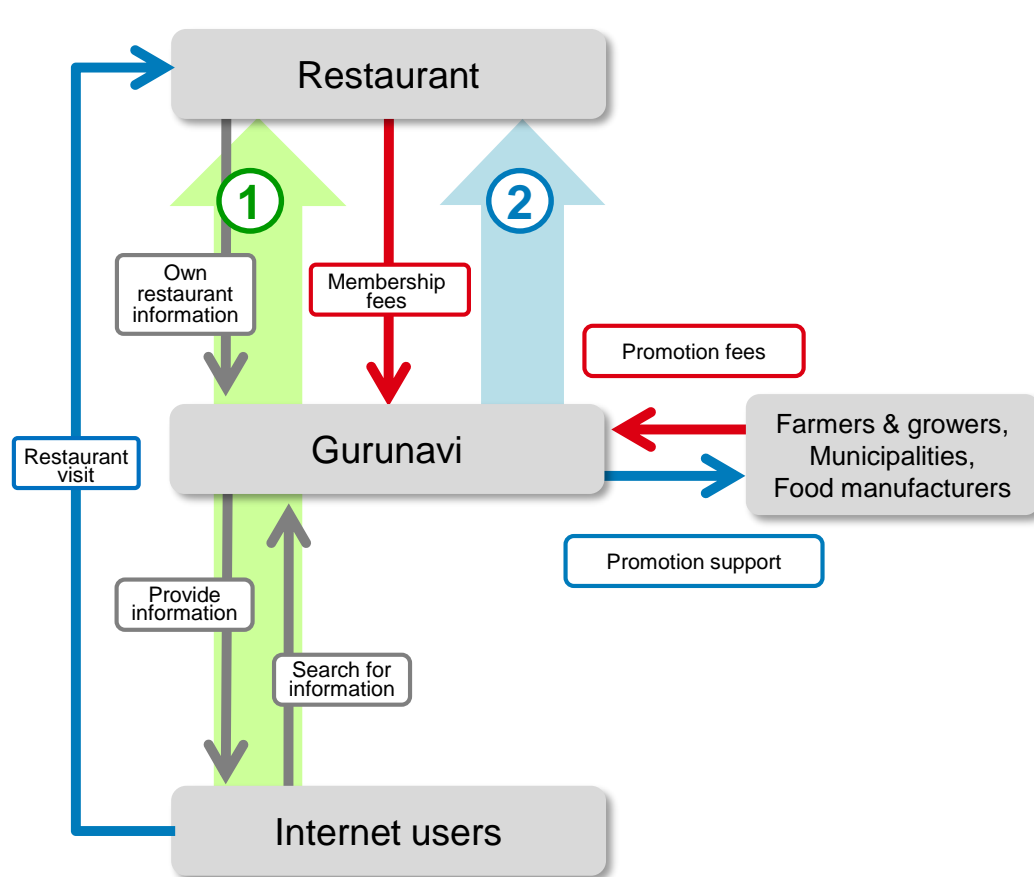 Restaurant
1
2
Own
restaurant
information
Membership
fees
Promotion fees
Gurunavi
Farmers & growers,
Municipalities,
Food manufacturers
Restaurant
visit
Promotion support
Provide
information
Search for
information
Internet users